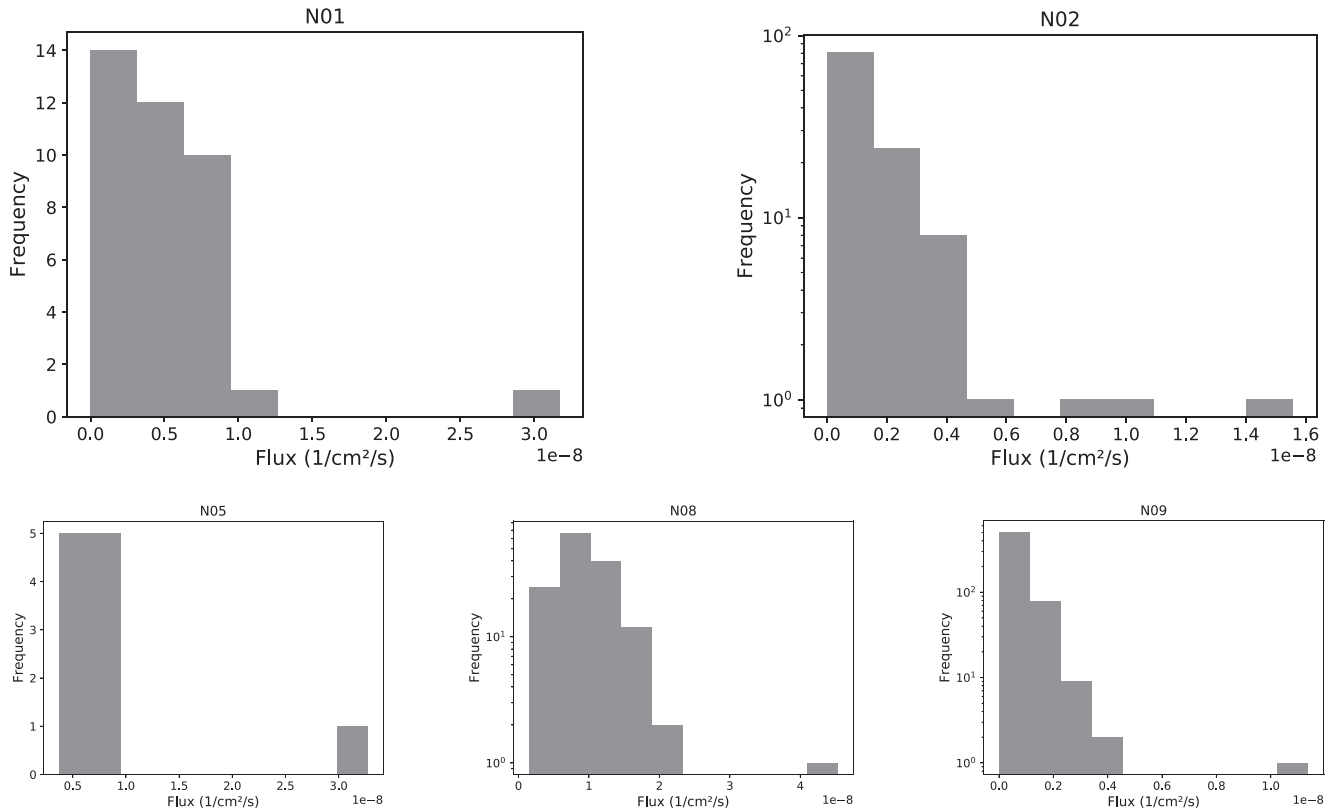 N01
14
12
10
8
6
4
2
0
Frequency
0.0 0.5 1.0 1.5 2.0 2.5 3.0
Flux (1/cm²/s)
1e−8
N02
10²
10¹
10⁰
Frequency
0.0 0.2 0.4 0.6 0.8 1.0 1.2 1.4 1.6
Flux (1/cm²/s)
1e−8
N05
5
4
3
2
1
0
Frequency
0.5 1.0 1.5 2.0 2.5 3.0
Flux (1/cm²/s)
1e−8
N08
10¹
10⁰
Frequency
0 1 2 3 4
Flux (1/cm²/s)
1e−8
N09
10²
10¹
10⁰
Frequency
0.0 0.2 0.4 0.6 0.8 1.0
Flux (1/cm²/s)
1e−8